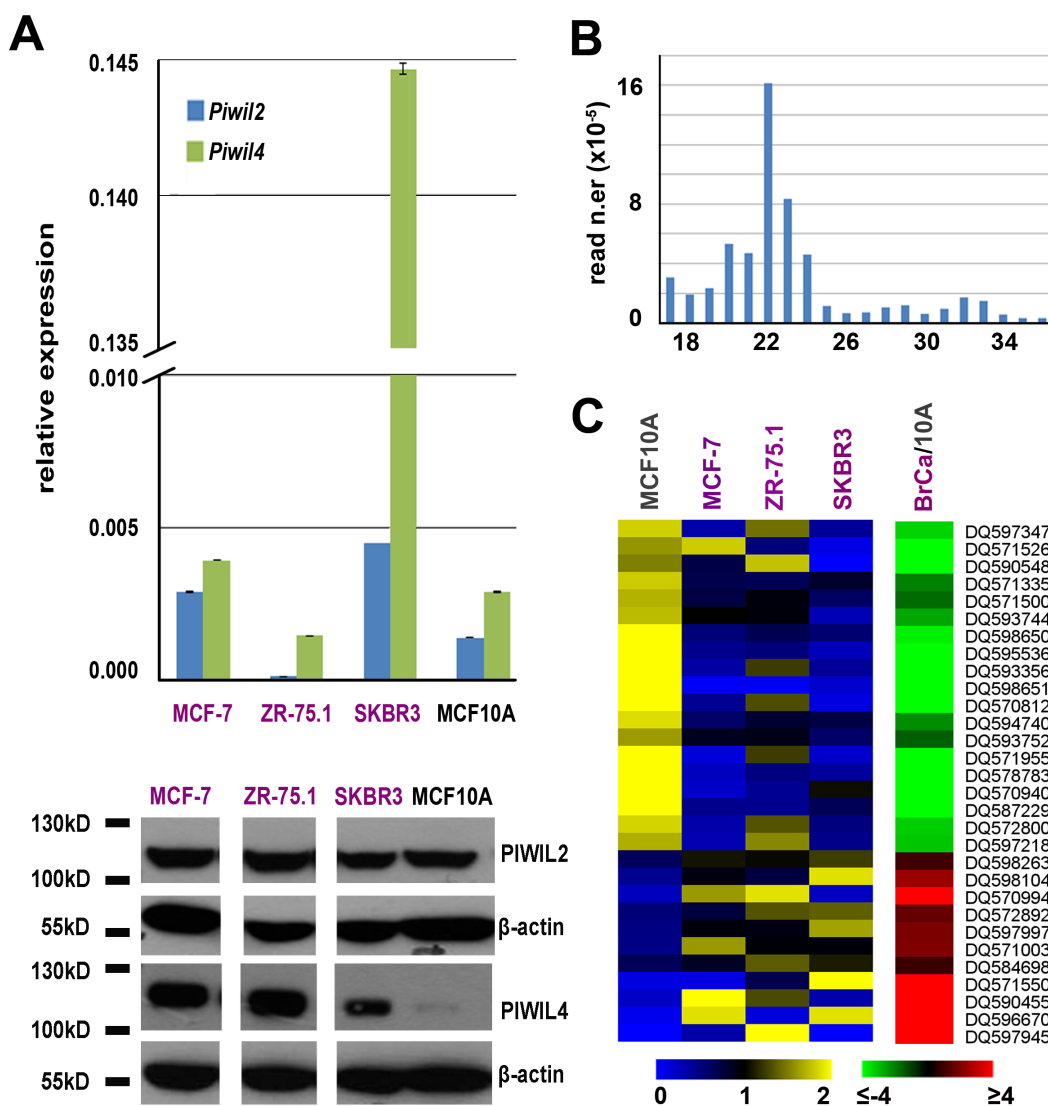 A
0.145
0.140
0.135
0.010
0.005
0.000
relative expression
Piwil2
Piwil4
MCF-7 ZR-75.1 SKBR3 MCF10A
MCF-7 ZR-75.1 SKBR3 MCF10A
130kD
PIWIL2
100kD
55kD
β-actin
130kD
PIWIL4
100kD
55kD
β-actin
B
read n.er (x10⁻⁵)
16
8
0
18 22 26 30 34
C
MCF10A
MCF-7
ZR-75.1
SKBR3
BrCa/10A
DQ597347
DQ571526
DQ590548
DQ571335
DQ571500
DQ593744
DQ598650
DQ595536
DQ593356
DQ598651
DQ570812
DQ594740
DQ593752
DQ571955
DQ578783
DQ570940
DQ587229
DQ572800
DQ597218
DQ598263
DQ598104
DQ570994
DQ572892
DQ597997
DQ571003
DQ584698
DQ571550
DQ590455
DQ596670
DQ597945
0 1 2
≤-4 ≥4